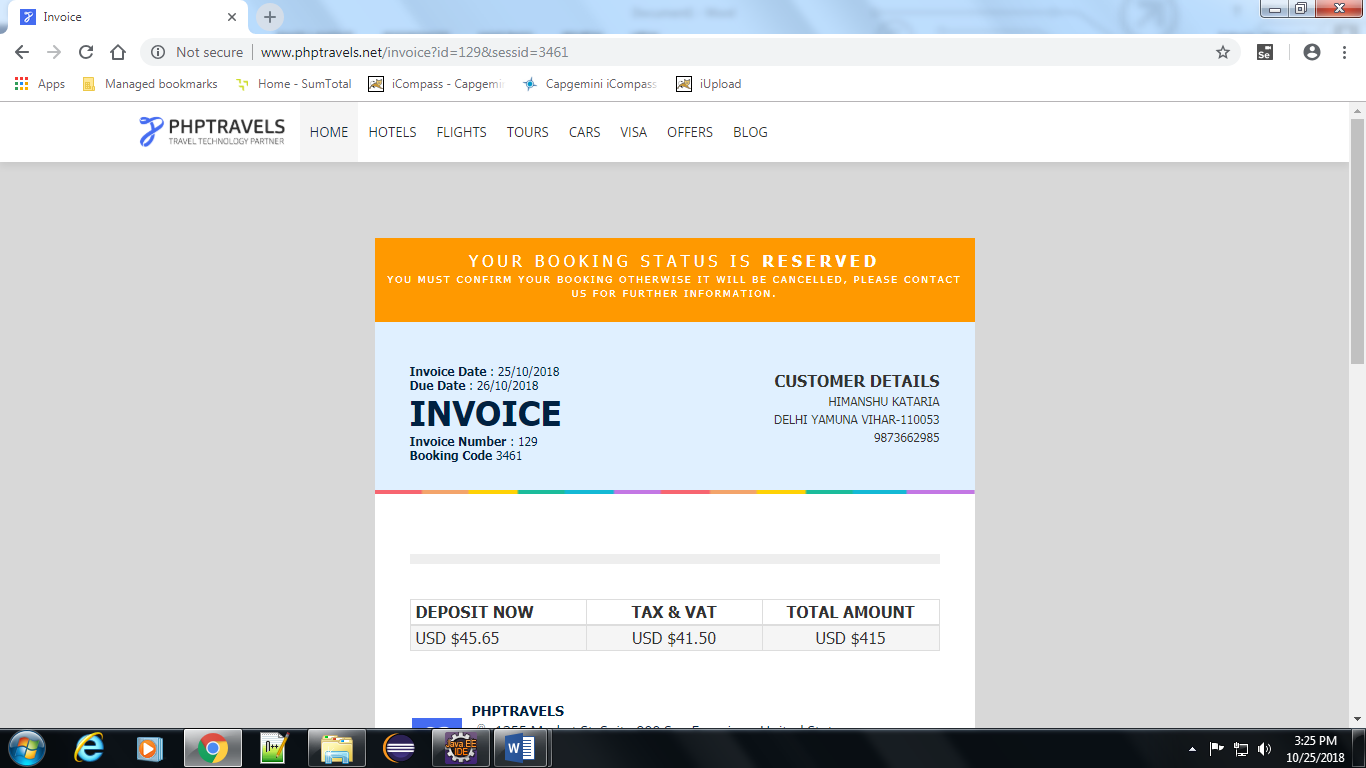 Invoice
Not secure www.phptravels.net/invoice?id=129&sessid=3461
Se
Apps Managed bookmarks Home - SumTotal iCompass - Capgemi Capgemini iCompass iUpload
PHPTRAVELS
TRAVEL TECHNOLOGY PARTNER
HOME HOTELS FLIGHTS TOURS CARS VISA OFFERS BLOG
YOUR BOOKING STATUS IS RESERVED
YOU MUST CONFIRM YOUR BOOKING OTHERWISE IT WILL BE CANCELLED, PLEASE CONTACT
US FOR FURTHER INFORMATION.
Invoice Date : 25/10/2018
Due Date : 26/10/2018
INVOICE
Invoice Number : 129
Booking Code 3461
CUSTOMER DETAILS
HIMANSHU KATARIA
DELHI YAMUNA VIHAR-110053
9873662985
DEPOSIT NOW TAX & VAT TOTAL AMOUNT
USD $45.65 USD $41.50 USD $415
PHPTRAVELS
Java EE
IDE
3:25 PM
10/25/2018